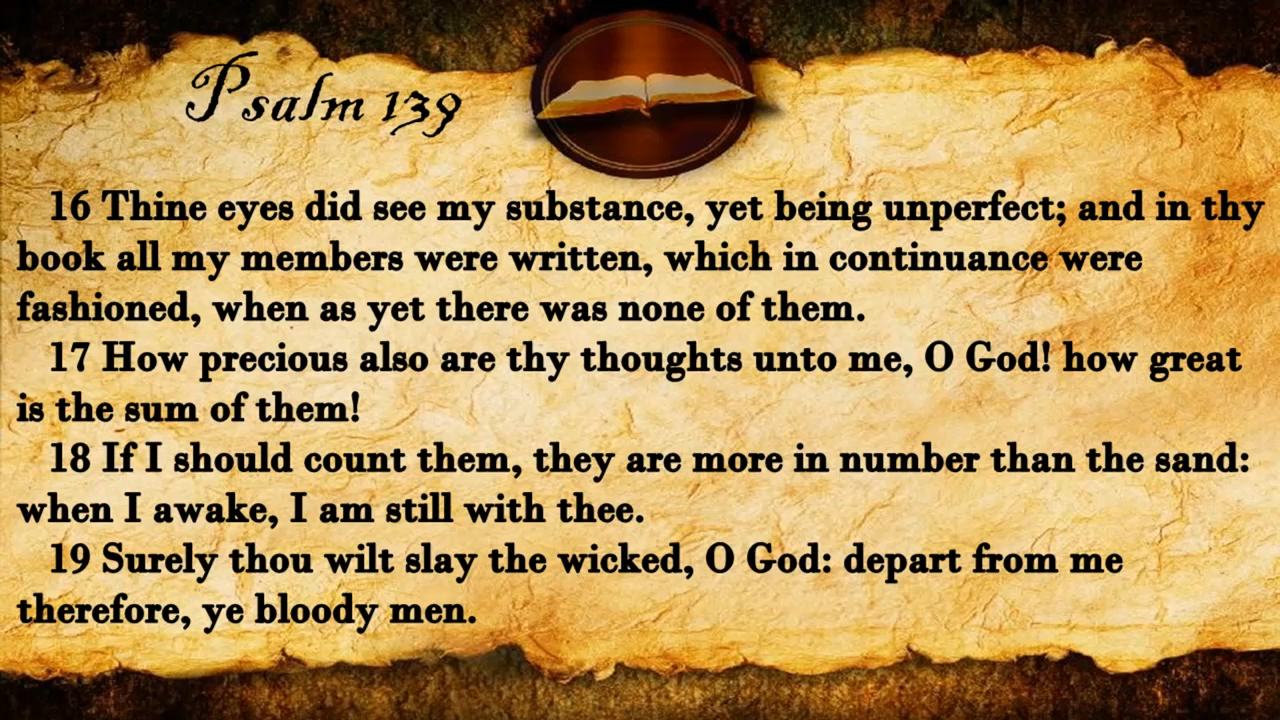 Psalm 139
16 Thine eyes did see my substance, yet being unperfect; and in thy
book all my members were written, which in continuance were
fashioned, when as yet there was none of them.
17 How precious also are thy thoughts unto me, O God! how great
is the sum of them!
18 If I should count them, they are more in number than the sand:
when I awake, I am still with thee.
19 Surely thou wilt slay the wicked, O God: depart from me
therefore, ye bloody men.